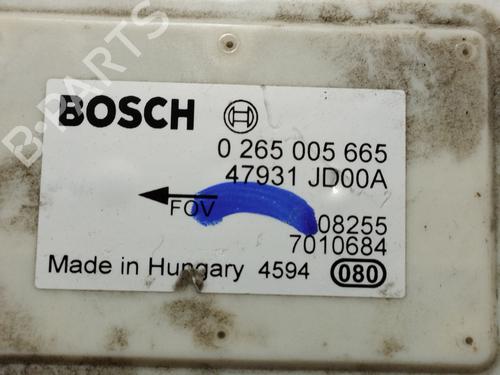 B-PARTS
BOSCH
0 265 005 665
47931 JD00A
FOV
08255
7010684
Made in Hungary 4594 080